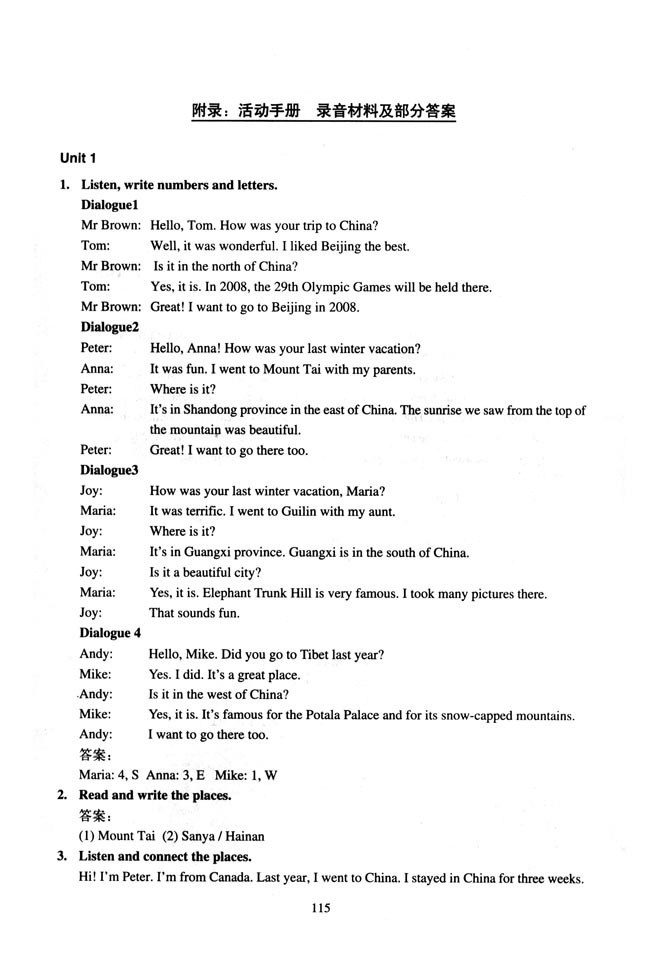 附录：活动手册 录音材料及部分答案
Unit 1
1. Listen, write numbers and letters.
Dialogue1
Mr Brown: Hello, Tom. How was your trip to China?
Tom: Well, it was wonderful. I liked Beijing the best.
Mr Brown: Is it in the north of China?
Tom: Yes, it is. In 2008, the 29th Olympic Games will be held there.
Mr Brown: Great! I want to go to Beijing in 2008.
Dialogue2
Peter: Hello, Anna! How was your last winter vacation?
Anna: It was fun. I went to Mount Tai with my parents.
Peter: Where is it?
Anna: It's in Shandong province in the east of China. The sunrise we saw from the top of
the mountain was beautiful.
Peter: Great! I want to go there too.
Dialogue3
Joy: How was your last winter vacation, Maria?
Maria: It was terrific. I went to Guilin with my aunt.
Joy: Where is it?
Maria: It's in Guangxi province. Guangxi is in the south of China.
Joy: Is it a beautiful city?
Maria: Yes, it is. Elephant Trunk Hill is very famous. I took many pictures there.
Joy: That sounds fun.
Dialogue 4
Andy: Hello, Mike. Did you go to Tibet last year?
Mike: Yes. I did. It's a great place.
Andy: Is it in the west of China?
Mike: Yes, it is. It's famous for the Potala Palace and for its snow-capped mountains.
Andy: I want to go there too.
答案：
Maria: 4, S Anna: 3, E Mike: 1, W
2. Read and write the places.
答案：
(1) Mount Tai (2) Sanya / Hainan
3. Listen and connect the places.
Hi! I'm Peter. I'm from Canada. Last year, I went to China. I stayed in China for three weeks.
115